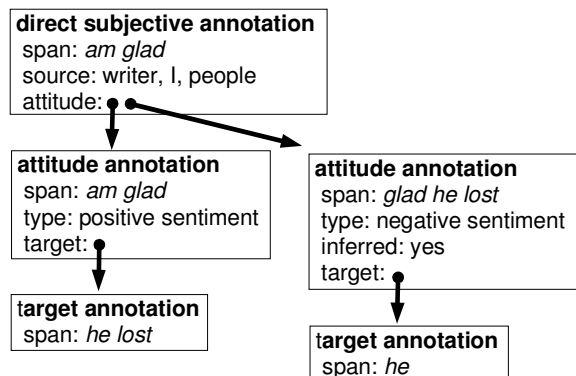 direct subjective annotation
span: am glad
source: writer, I, people
attitude:
attitude annotation
span: am glad
type: positive sentiment
target:
target annotation
span: he lost
attitude annotation
span: glad he lost
type: negative sentiment
inferred: yes
target:
target annotation
span: he